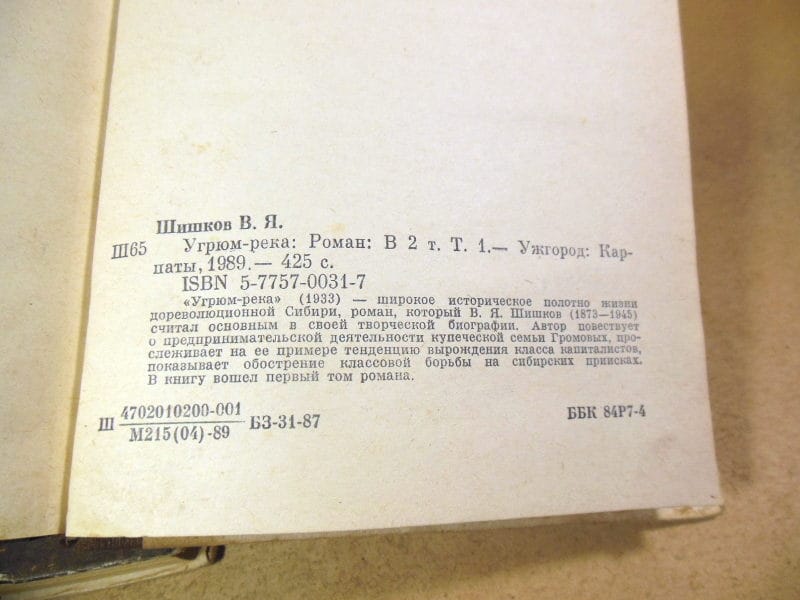 Шишков В. Я.
Ш65 Угрюм-река: Роман: В 2 т. Т. 1.— Ужгород: Кар-
паты, 1989.— 425 с.
ISBN 5-7757-0031-7
«Угрюм-река» (1933) — широкое историческое полотно жизни
дореволюционной Сибири, роман, который В. Я. Шишков (1873—1945)
считал основным в своей творческой биографии. Автор повествует
о предпринимательской деятельности купеческой семьи Громовых, про-
слеживает на ее примере тенденцию вырождения класса капиталистов,
показывает обострение классовой борьбы на сибирских приисках.
В книгу вошел первый том романа.
Ш 4702010200-001
М215(04)-89 БЗ-31-87
ББК 84Р7-4